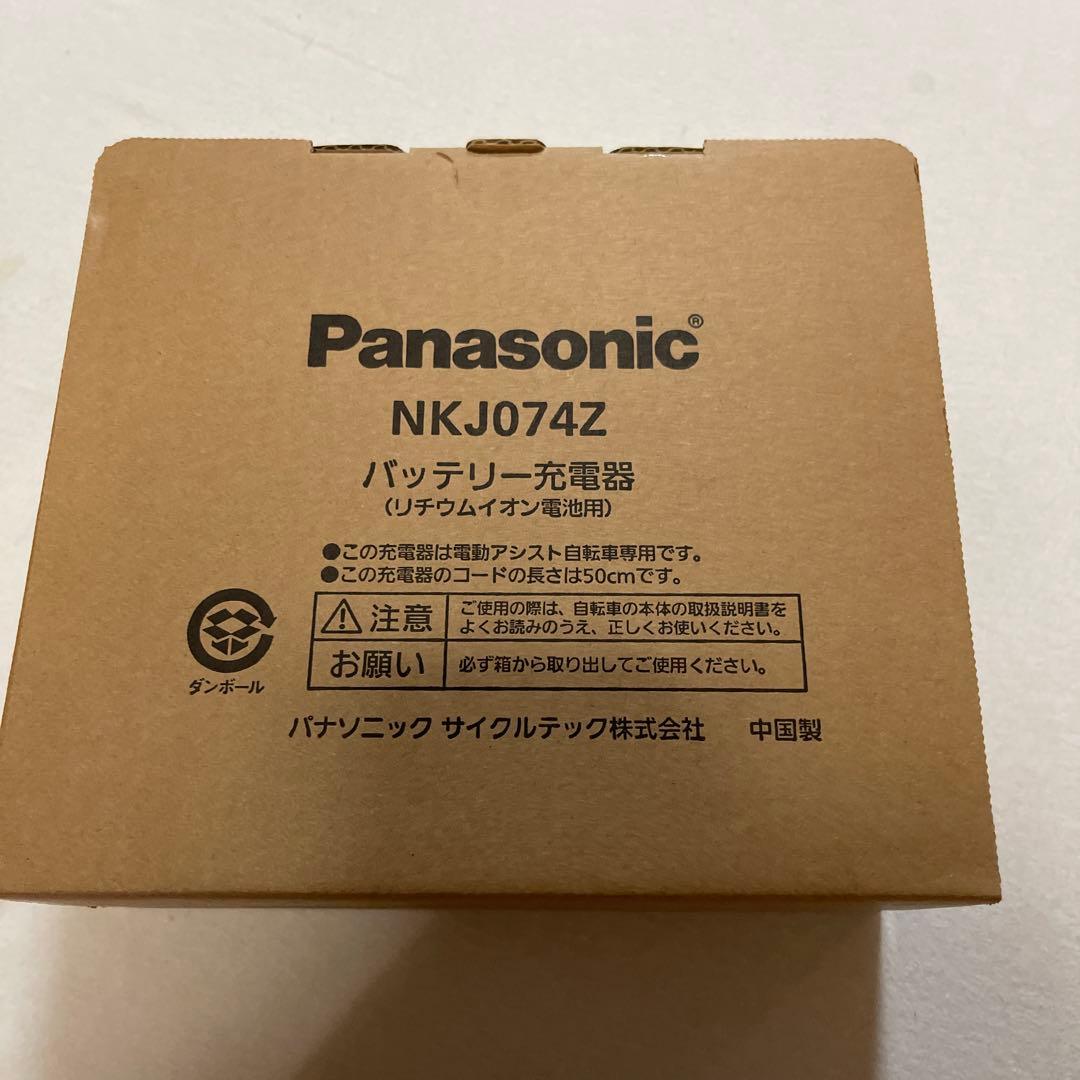 Panasonic®
NKJ074Z
バッテリー充電器
(リチウムイオン電池用)
●この充電器は電動アシスト自転車専用です。
●この充電器のコードの長さは50cmです。
注意 ご使用の際は、自転車の本体の取扱説明書を
よくお読みのうえ、正しくお使いください。
お願い 必ず箱から取り出してご使用ください。
ダンボール
パナソニック サイクルテック株式会社 中国製